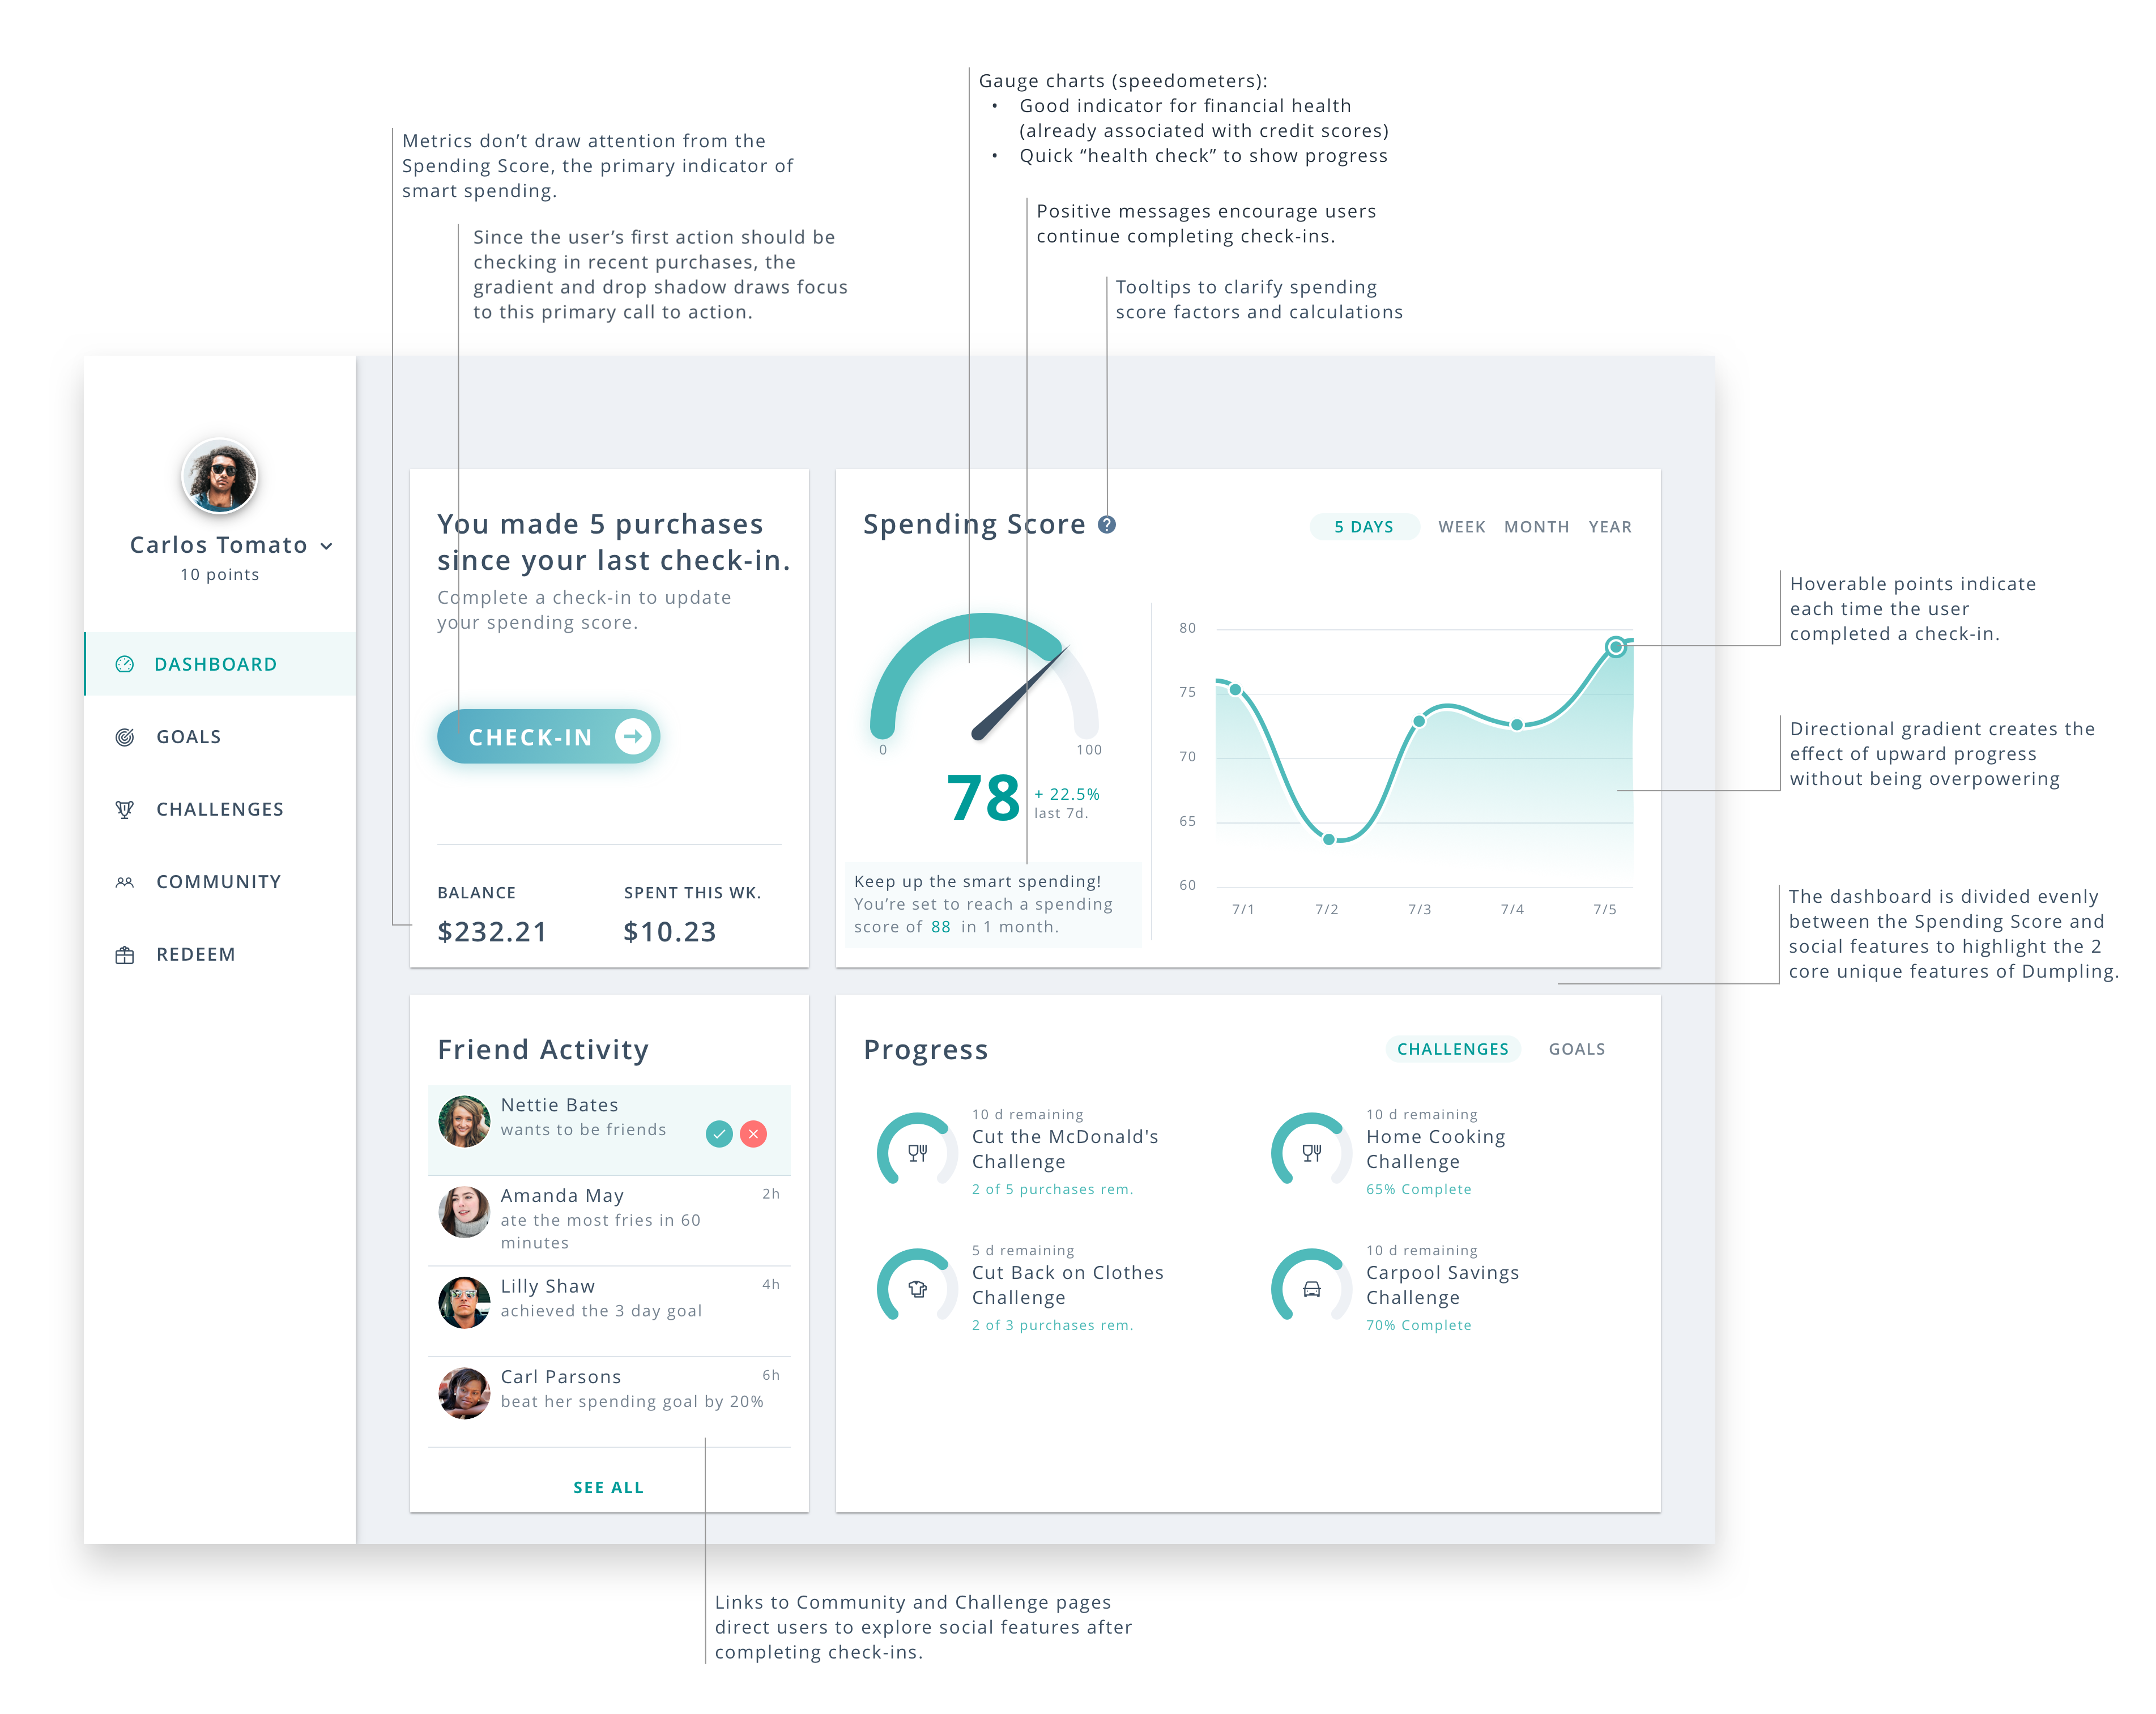 Gauge charts (speedometers):
• Good indicator for financial health
(already associated with credit scores)
• Quick “health check” to show progress
Metrics don’t draw attention from the
Spending Score, the primary indicator of
smart spending.
Positive messages encourage users
continue completing check-ins.
Since the user’s first action should be
checking in recent purchases, the
gradient and drop shadow draws focus
to this primary call to action.
Tooltips to clarify spending
score factors and calculations
Carlos Tomato
10 points
DASHBOARD
GOALS
CHALLENGES
COMMUNITY
REDEEM
You made 5 purchases
since your last check-in.
Complete a check-in to update
your spending score.
CHECK-IN
BALANCE
$232.21
SPENT THIS WK.
$10.23
Spending Score ?
5 DAYS WEEK MONTH YEAR
0 100
78
+ 22.5%
last 7d.
Keep up the smart spending!
You’re set to reach a spending
score of 88 in 1 month.
80
75
70
65
60
7/1 7/2 7/3 7/4 7/5
Hoverable points indicate
each time the user
completed a check-in.
Directional gradient creates the
effect of upward progress
without being overpowering
The dashboard is divided evenly
between the Spending Score and
social features to highlight the 2
core unique features of Dumpling.
Friend Activity
Nettie Bates
wants to be friends
Amanda May 2h
ate the most fries in 60
minutes
Lilly Shaw 4h
achieved the 3 day goal
Carl Parsons 6h
beat her spending goal by 20%
SEE ALL
Progress
CHALLENGES GOALS
10 d remaining
Cut the McDonald's
Challenge
2 of 5 purchases rem.
10 d remaining
Home Cooking
Challenge
65% Complete
5 d remaining
Cut Back on Clothes
Challenge
2 of 3 purchases rem.
10 d remaining
Carpool Savings
Challenge
70% Complete
Links to Community and Challenge pages
direct users to explore social features after
completing check-ins.